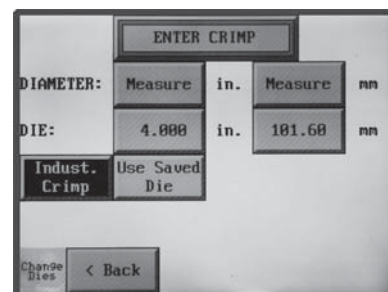 ENTER CRIMP
DIAMETER: Measure in. Measure mm
DIE: 4.000 in. 101.60 mm
Indust. Crimp
Use Saved Die
Change Dies
< Back